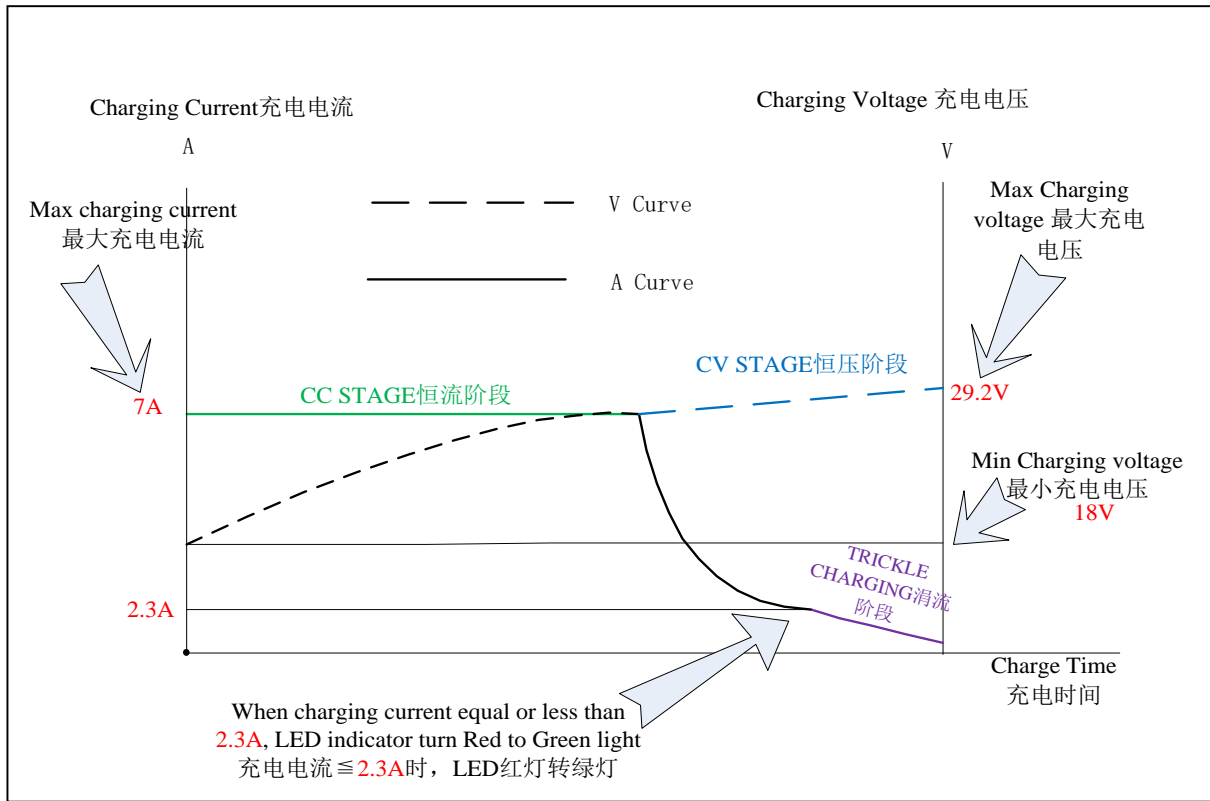 Charging Current充电电流
A
Charging Voltage 充电电压
V
Max charging current
最大充电电流
V Curve
A Curve
Max Charging
voltage 最大充电
电压
CC STAGE恒流阶段
CV STAGE恒压阶段
7A
29.2V
Min Charging voltage
最小充电电压
18V
TRICKLE
CHARGING涓流
阶段
2.3A
Charge Time
充电时间
When charging current equal or less than
2.3A, LED indicator turn Red to Green light
充电电流≦2.3A时，LED红灯转绿灯